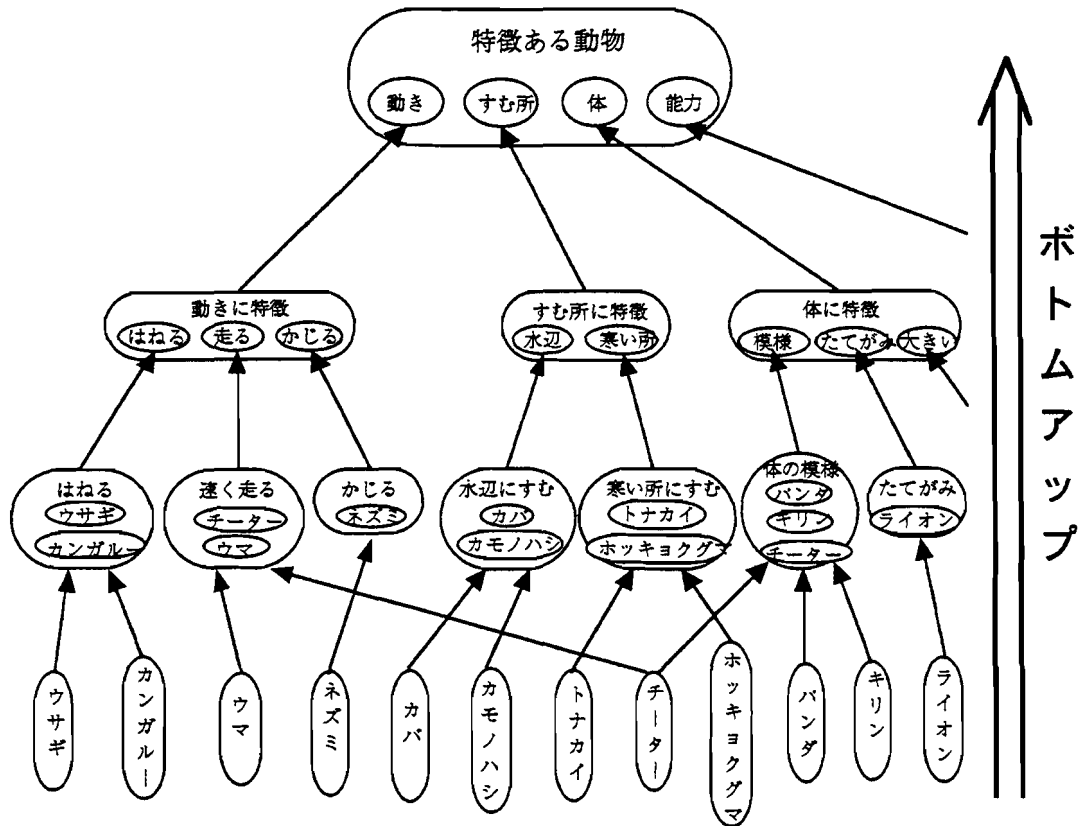 特徴ある動物
動き すむ所 体 能力
ボトムアップ
動きに特徴
はねる 走る かじる
すむ所に特徴
水辺 寒い所
体に特徴
模様 たてがみ 大きい
はねる
ウサギ
カンガルー
速く走る
チーター
ウマ
かじる
ネズミ
水辺にすむ
カバ
カモノハシ
寒い所にすむ
トナカイ
ホッキョクグマ
体の模様
パンダ
キリン
チーター
たてがみ
ライオン
ウサギ
カンガルー
ウマ
ネズミ
カバ
カモノハシ
トナカイ
チーター
ホッキョクグマ
パンダ
キリン
ライオン